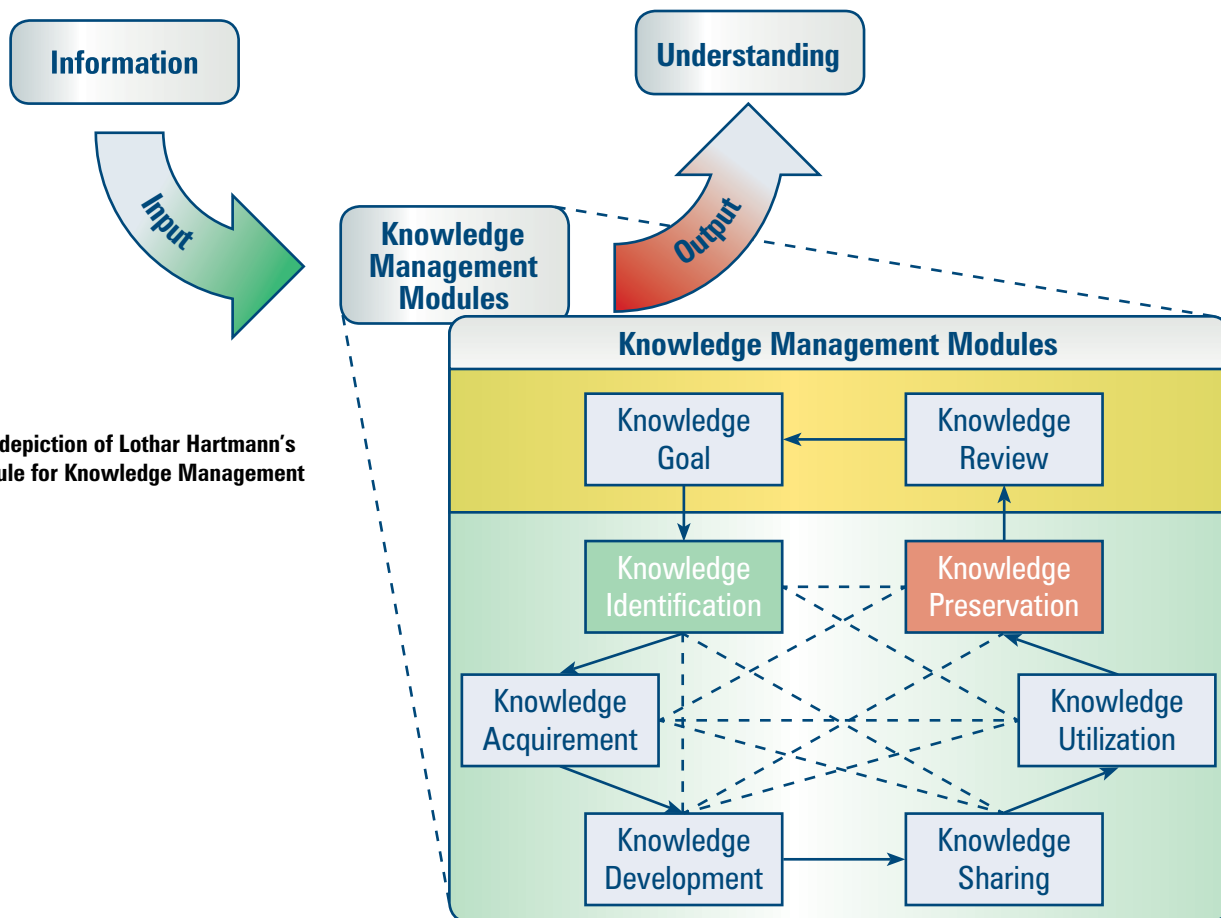 Information
Understanding
Input
Output
Knowledge
Management
Modules
Knowledge Management Modules
depiction of Lothar Hartmann’s
for Knowledge Management
Knowledge
Goal
Knowledge
Review
Knowledge
Identification
Knowledge
Preservation
Knowledge
Acquirement
Knowledge
Utilization
Knowledge
Development
Knowledge
Sharing